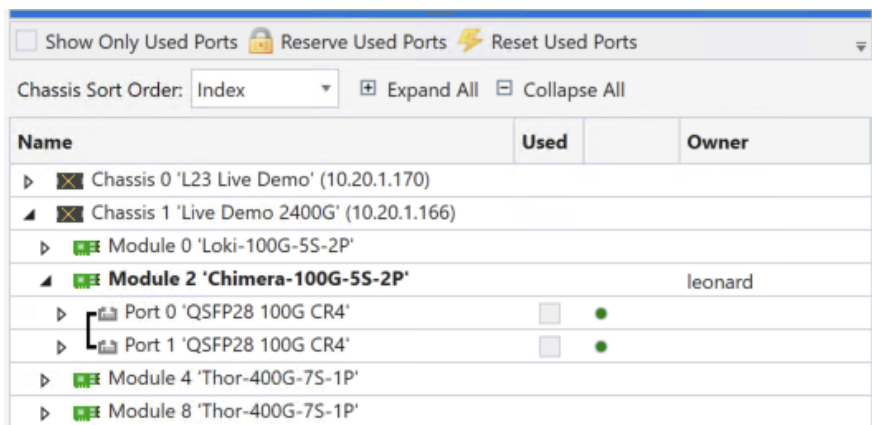 Show Only Used Ports Reserve Used Ports Reset Used Ports
Chassis Sort Order: Index Expand All Collapse All
Name Used Owner
Chassis 0 'L23 Live Demo' (10.20.1.170)
Chassis 1 'Live Demo 2400G' (10.20.1.166)
Module 0 'Loki-100G-5S-2P'
Module 2 'Chimera-100G-5S-2P' leonard
Port 0 'QSFP28 100G CR4'
Port 1 'QSFP28 100G CR4'
Module 4 'Thor-400G-7S-1P'
Module 8 'Thor-400G-7S-1P'